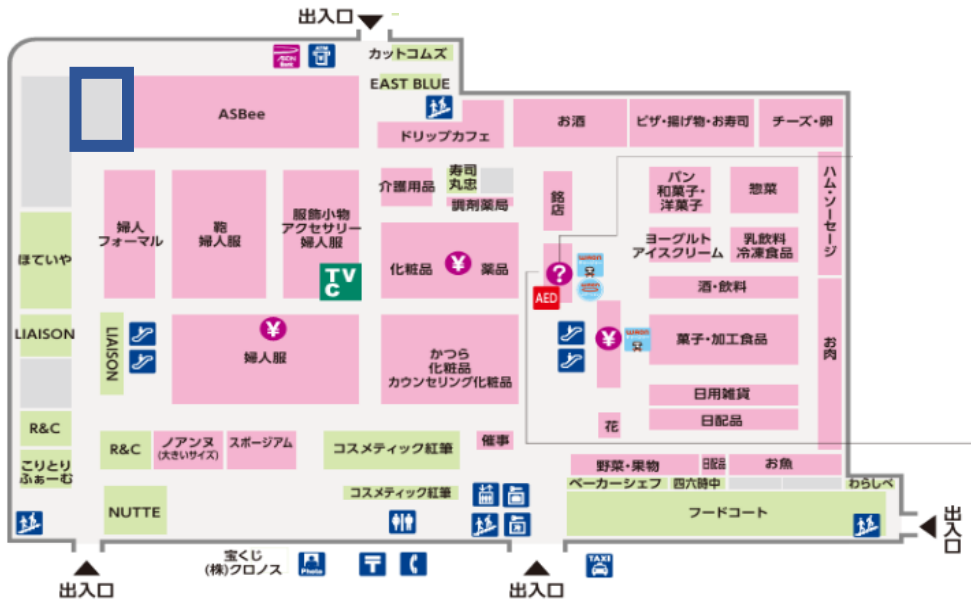 出入口
カットコムズ
EAST BLUE
AEON Bank
ATM
ASBee
ドリップカフェ
お酒
ピザ・揚げ物・お寿司
チーズ・卵
婦人
フォーマル
鞄
婦人服
服飾小物
アクセサリー
婦人服
TVC
介護用品
寿司
丸忠
調剤薬局
銘店
パン
和菓子・
洋菓子
惣菜
ハム・ソーセージ
ほていや
化粧品
¥
薬品
?
AED
WAON
ヨーグルト
アイスクリーム
乳飲料
冷凍食品
酒・飲料
LIAISON
LIAISON
¥
婦人服
かつら
化粧品
カウンセリング化粧品
¥
WAON
菓子・加工食品
お肉
日用雑貨
日配品
花
R&C
R&C
ノアンヌ
(大きいサイズ)
スポージアム
コスメティック紅筆
催事
野菜・果物
日配品
お魚
こりとり
ふぁーむ
NUTTE
コスメティック紅筆
ベーカーシェフ
四六時中
わらしべ
フードコート
出入口
出入口
宝くじ
(株)クロノス
Photo
〒
出入口
TAXI